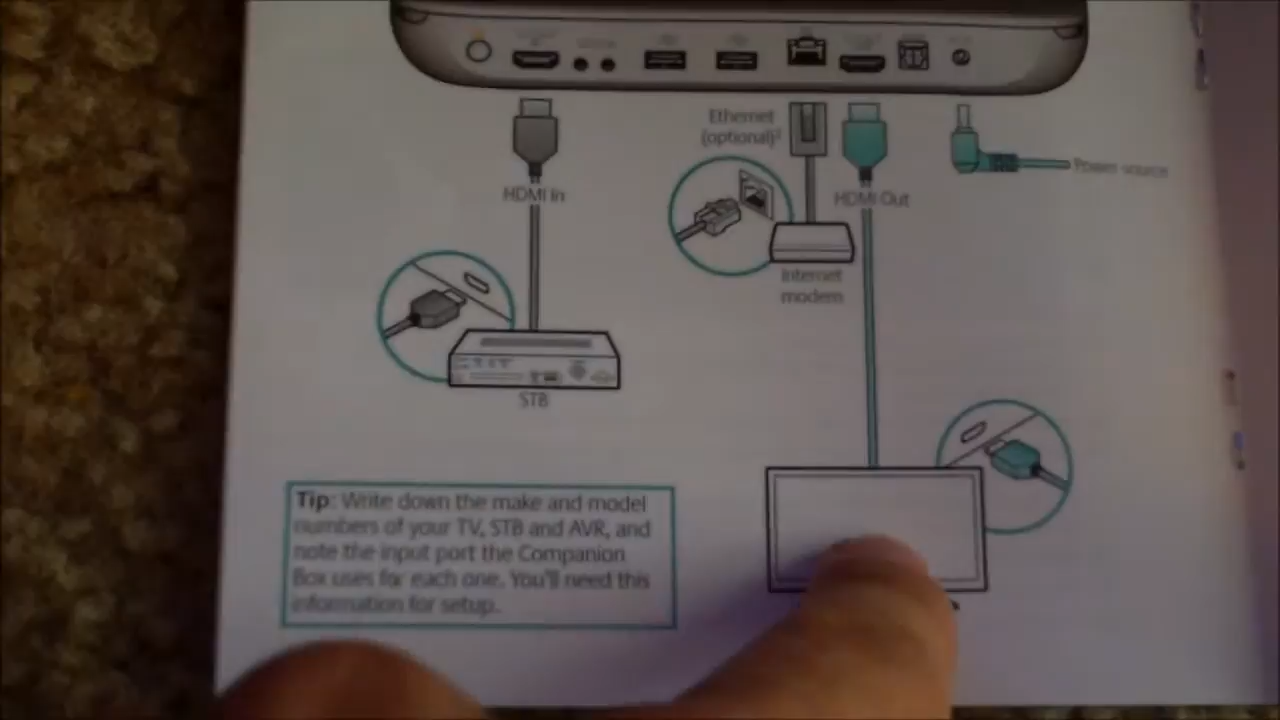 Ethernet
(optional)²
Power source
HDMI In
HDMI Out
Internet
modem
STB
Tip: Write down the make and model
numbers of your TV, STB and AVR, and
note the input port the Companion
Box uses for each one. You'll need this
information for setup.